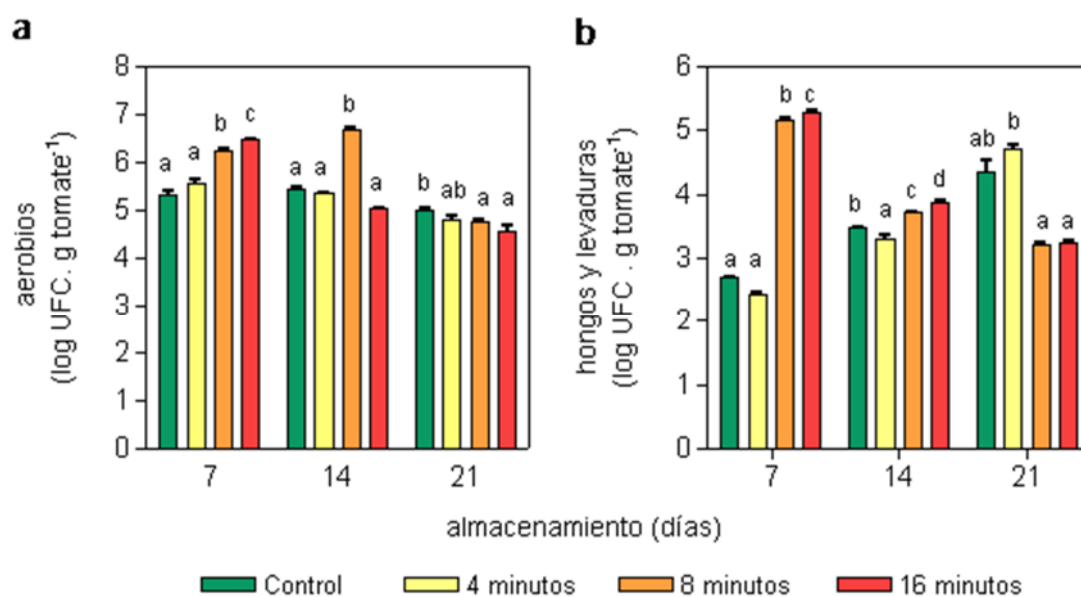 a
aerobios
(log UFC. g tomate⁻¹)
8
7
6
5
4
3
2
1
0
a a b c
a a b a
b ab a a
7 14 21
b
hongos y levaduras
(log UFC . g tomate⁻¹)
6
5
4
3
2
1
0
a a b c
b a c d
ab b a a
7 14 21
almacenamiento (días)
Control 4 minutos 8 minutos 16 minutos